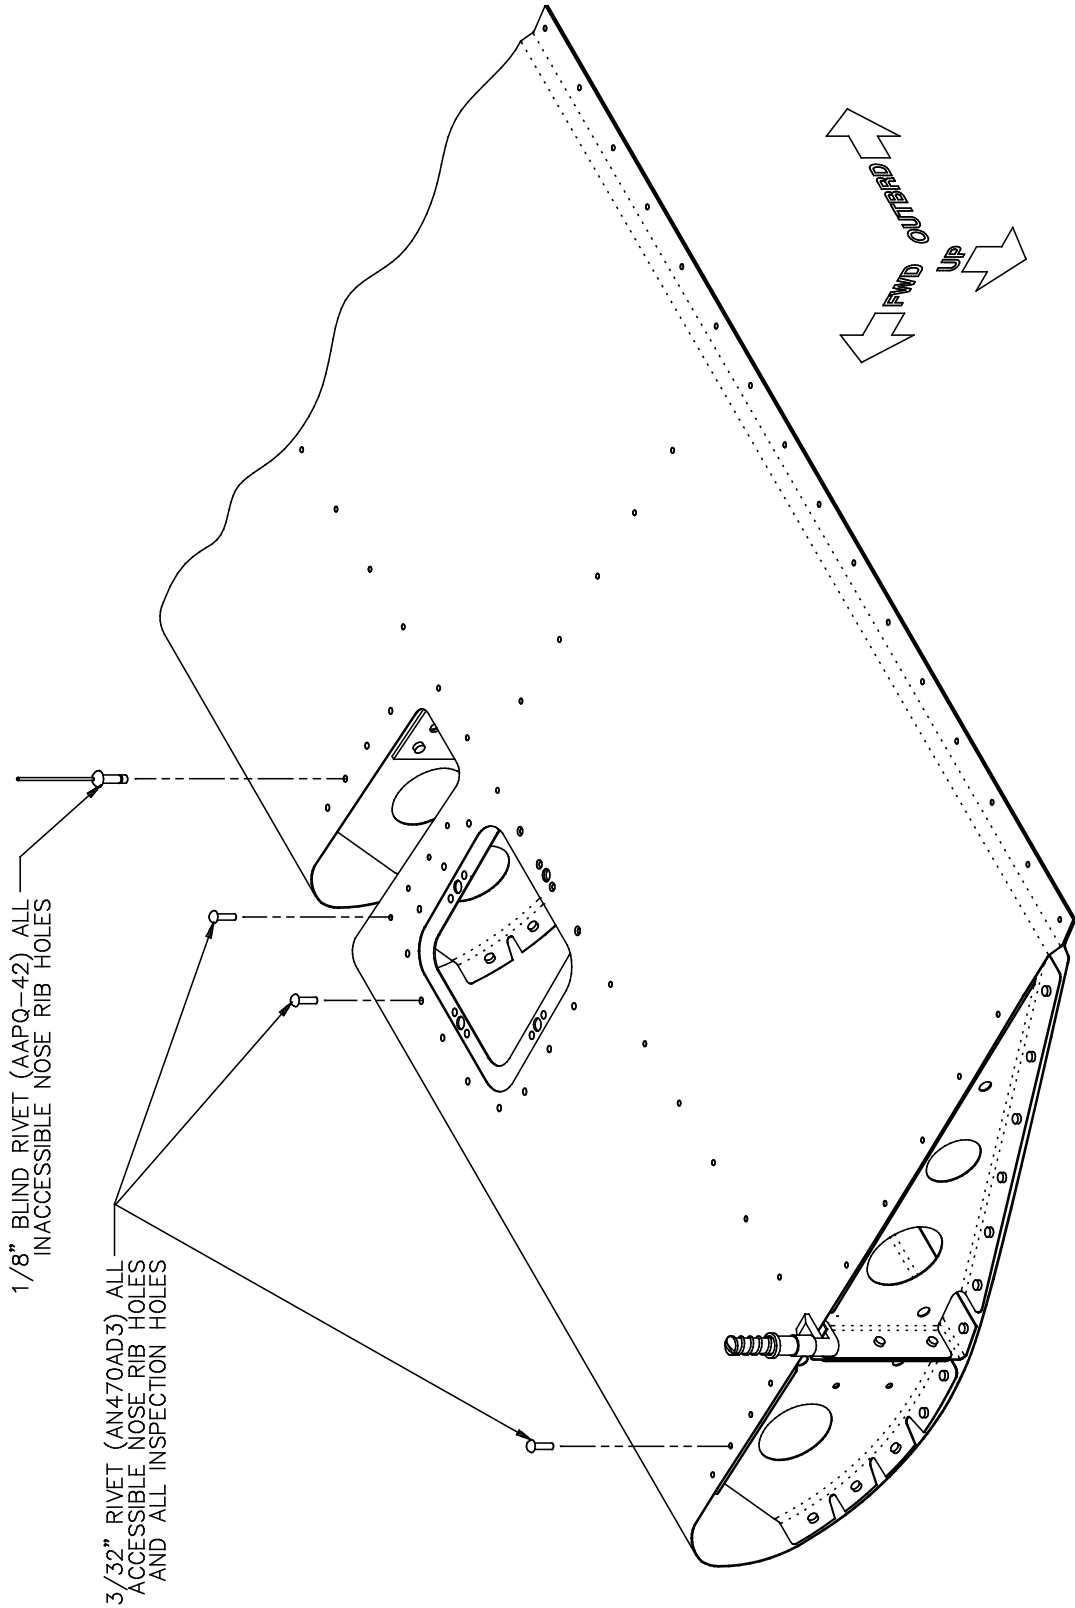 1/8" BLIND RIVET (AAPQ-42) ALL
INACCESSIBLE NOSE RIB HOLES
3/32" RIVET (AN470AD3) ALL
ACCESSIBLE NOSE RIB HOLES
AND ALL INSPECTION HOLES
FWD
OUTBRD
UP